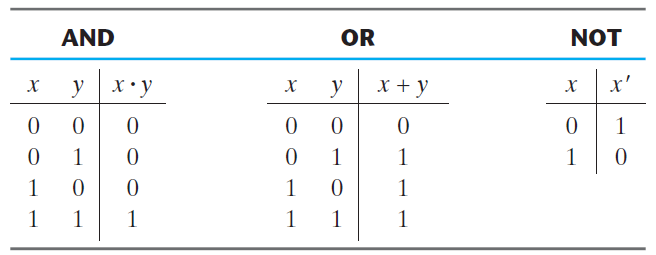 AND OR NOT
x y x · y x y x + y x x′
0 0 0 0 0 0 0 1
0 1 0 0 1 1 1 0
1 0 0 1 0 1
1 1 1 1 1 1